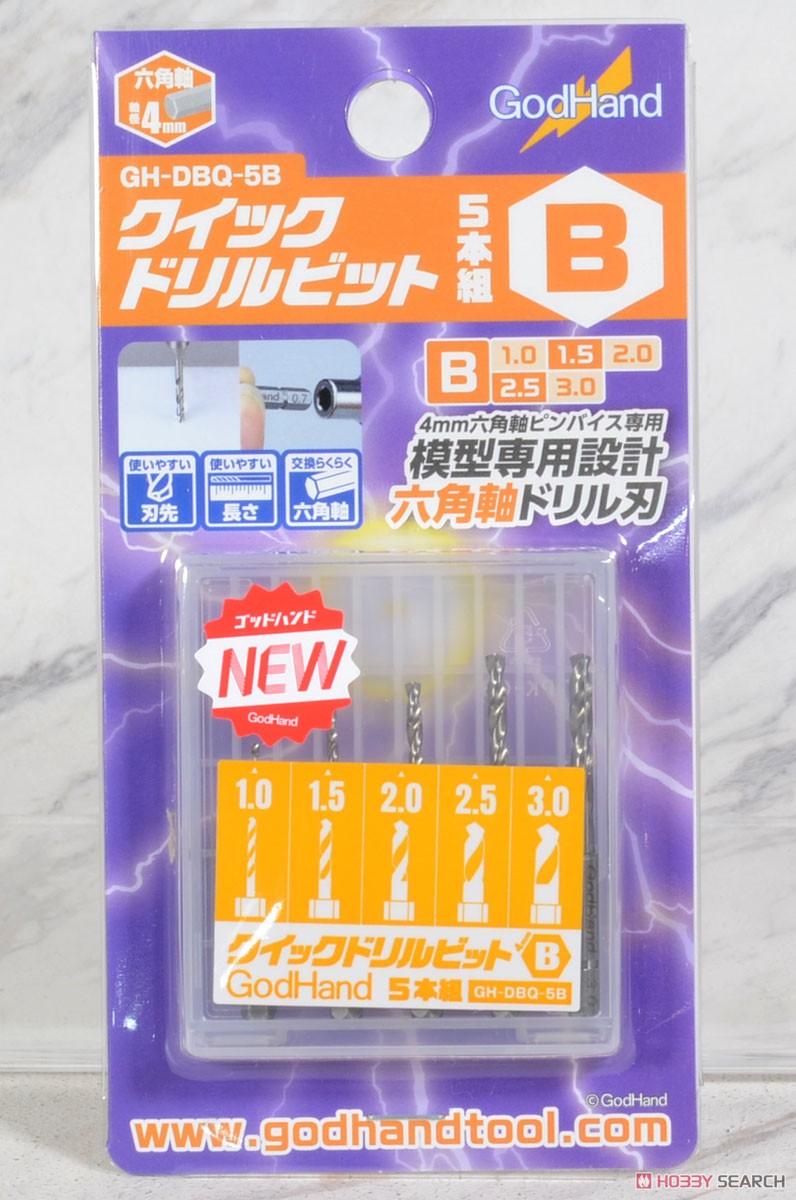 六角軸
軸径4mm
GodHand
GH-DBQ-5B
クイック
ドリルビット
5本組
B
B 1.0 1.5 2.0
2.5 3.0
and 0.7
4mm六角軸ピンバイス専用
模型専用設計
六角軸ドリル刃
使いやすい
刃先
使いやすい
長さ
交換らくらく
六角軸
ゴッドハンド
NEW
GodHand
1.0 1.5 2.0 2.5 3.0
クイックドリルビット B
GodHand 5本組 GH-DBQ-5B
GodHand
©GodHand
www.godhandtool.com
HOBBY SEARCH